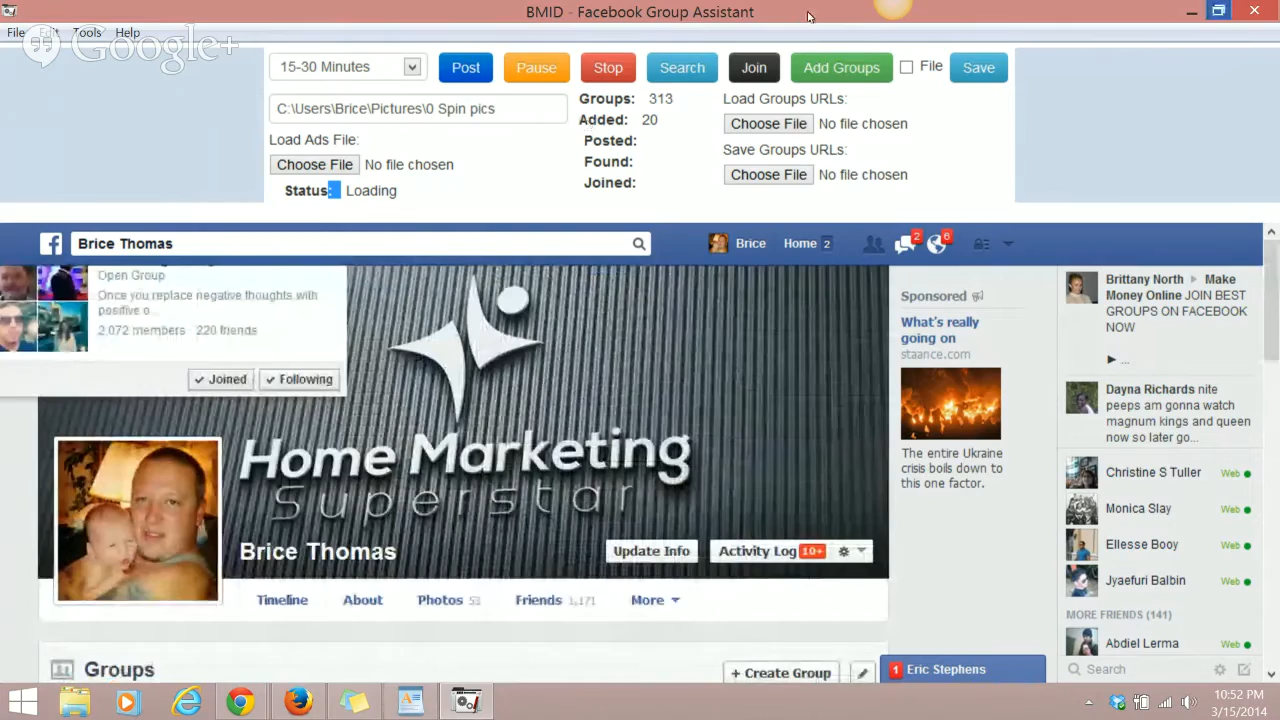 BMID - Facebook Group Assistant
File Edit Tools Help
Google+
15-30 Minutes
Post
Pause
Stop
Search
Join
Add Groups
File
Save
C:\Users\Brice\Pictures\0 Spin pics
Groups: 313
Load Groups URLs:
Added: 20
Choose File No file chosen
Load Ads File:
Posted:
Save Groups URLs:
Choose File No file chosen
Found:
Choose File No file chosen
Status: Loading
Joined:
Brice Thomas
Brice
Home 2
2
6
Open Group
Once you replace negative thoughts with
positive o...
2,072 members 220 friends
Joined
Following
Home Marketing
Superstar
Brice Thomas
Update Info
Activity Log 10+
Timeline
About
Photos 53
Friends 1,171
More
Groups
+ Create Group
Sponsored
What's really
going on
staance.com
The entire Ukraine
crisis boils down to
this one factor.
Brittany North ▶ Make
Money Online JOIN BEST
GROUPS ON FACEBOOK
NOW
▶ ...
Dayna Richards nite
peeps am gonna watch
magnum kings and queen
now so later go...
Christine S Tuller Web
Monica Slay Web
Ellesse Booy Web
Jyaefuri Balbin Web
MORE FRIENDS (141)
Abdiel Lerma Web
1 Eric Stephens
Search
10:52 PM
3/15/2014